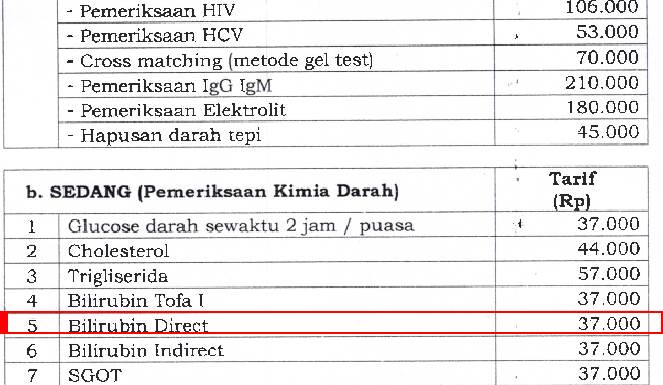 - Pemeriksaan HIV 106.000
- Pemeriksaan HCV 53.000
- Cross matching (metode gel test) 70.000
- Pemeriksaan IgG IgM 210.000
- Pemeriksaan Elektrolit 180.000
- Hapusan darah tepi 45.000
b. SEDANG (Pemeriksaan Kimia Darah) Tarif (Rp)
1 Glucose darah sewaktu 2 jam / puasa 37.000
2 Cholesterol 44.000
3 Trigliserida 57.000
4 Bilirubin Tofa I 37.000
5 Bilirubin Direct 37.000
6 Bilirubin Indirect 37.000
7 SGOT 37.000